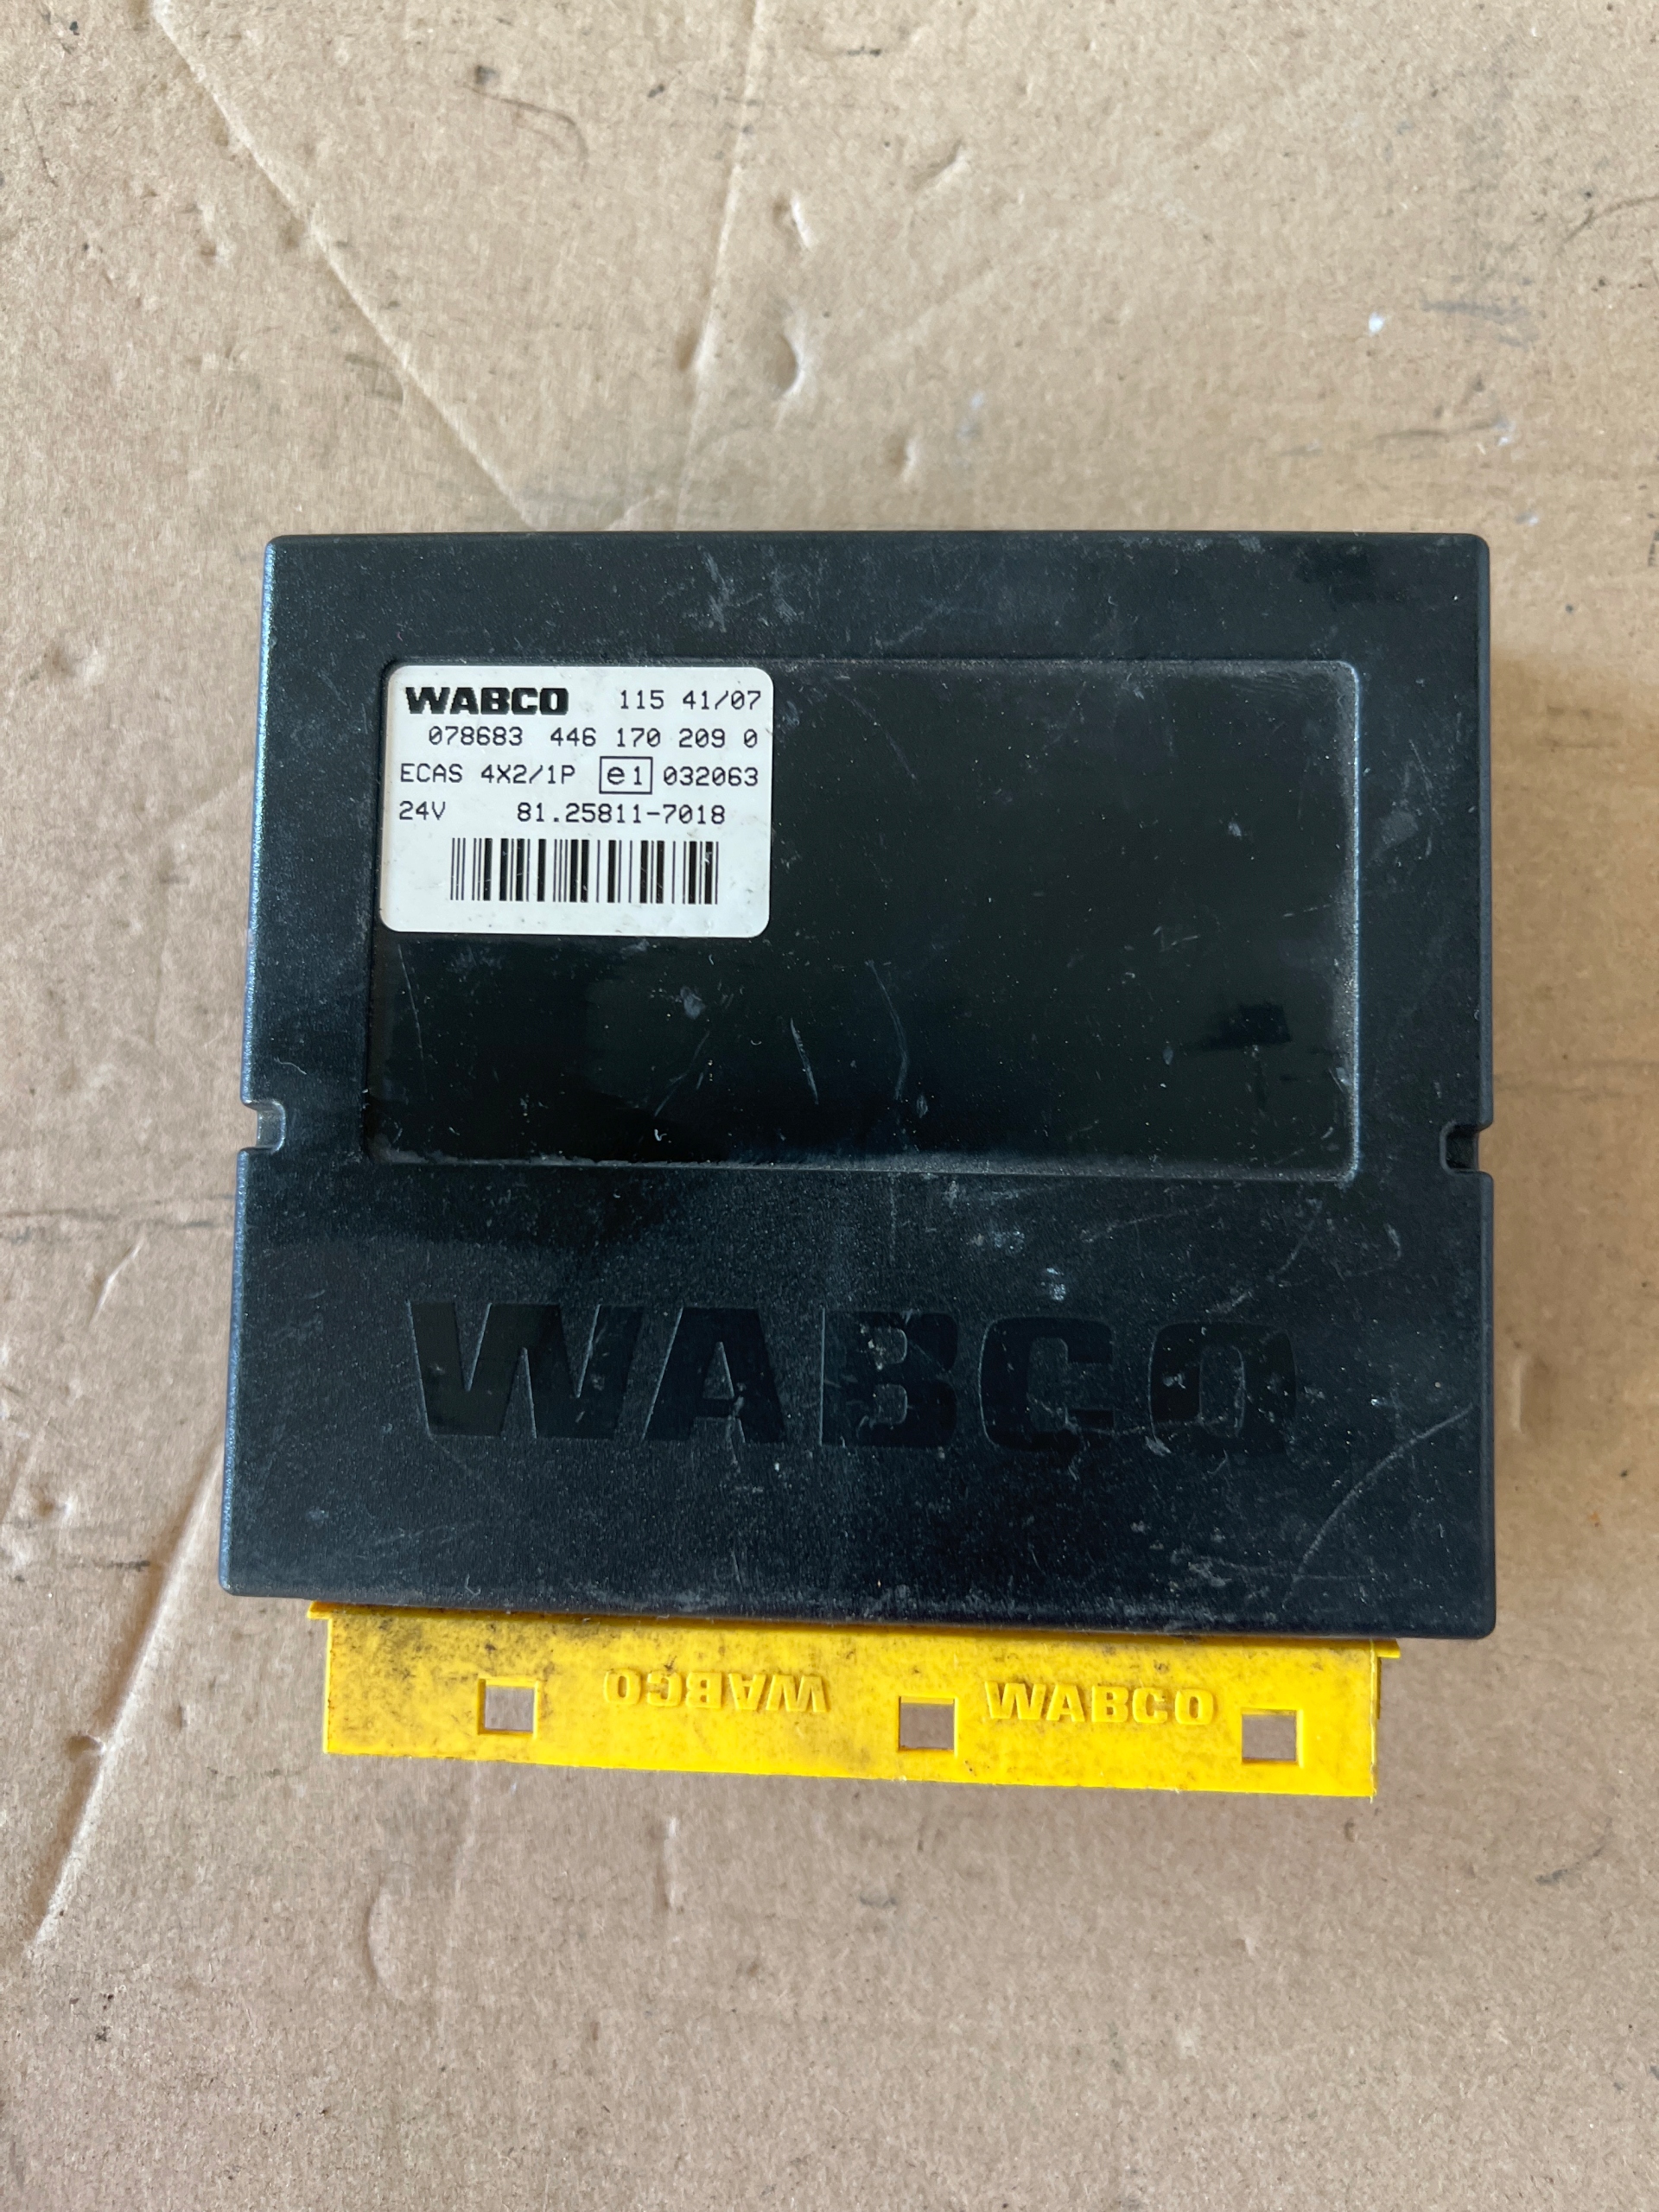 WABCO 115 41/07
078683 446 170 209 0
ECAS 4X2/1P e1 032063
24V 81.25811-7018
WABCO
WABCO WABCO